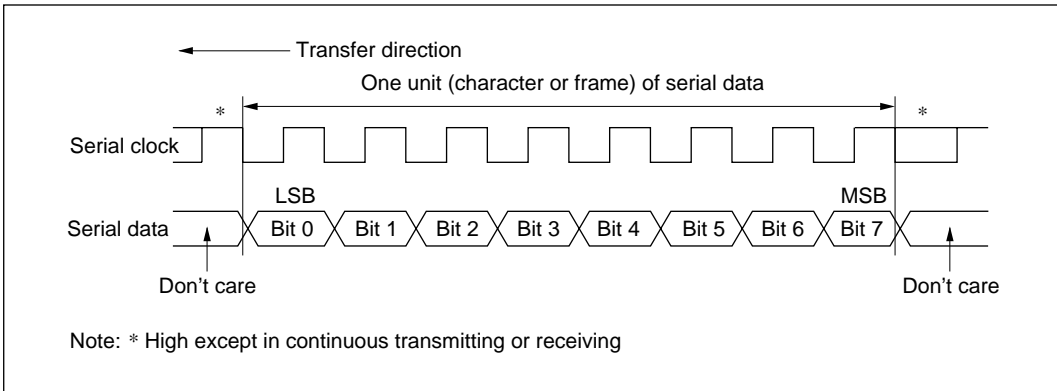 Transfer direction
One unit (character or frame) of serial data
* *
Serial clock
LSB MSB
Serial data Bit 0 Bit 1 Bit 2 Bit 3 Bit 4 Bit 5 Bit 6 Bit 7
Don't care Don't care
Note: * High except in continuous transmitting or receiving